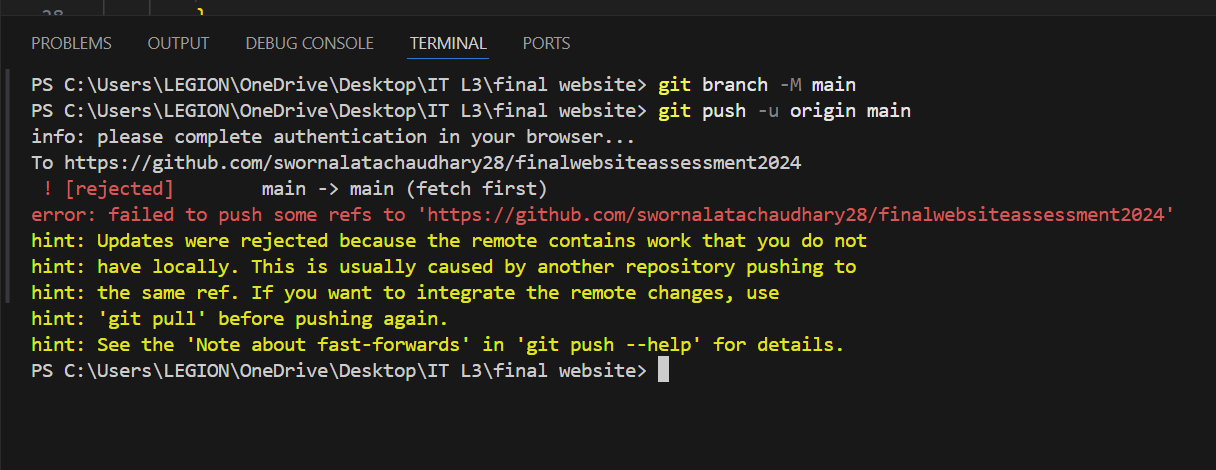 28 }
PROBLEMS OUTPUT DEBUG CONSOLE TERMINAL PORTS
PS C:\Users\LEGION\OneDrive\Desktop\IT L3\final website> git branch -M main
PS C:\Users\LEGION\OneDrive\Desktop\IT L3\final website> git push -u origin main
info: please complete authentication in your browser...
To https://github.com/swornalatachaudhary28/finalwebsiteassessment2024
 ! [rejected]        main -> main (fetch first)
error: failed to push some refs to 'https://github.com/swornalatachaudhary28/finalwebsiteassessment2024'
hint: Updates were rejected because the remote contains work that you do not
hint: have locally. This is usually caused by another repository pushing to
hint: the same ref. If you want to integrate the remote changes, use
hint: 'git pull' before pushing again.
hint: See the 'Note about fast-forwards' in 'git push --help' for details.
PS C:\Users\LEGION\OneDrive\Desktop\IT L3\final website>